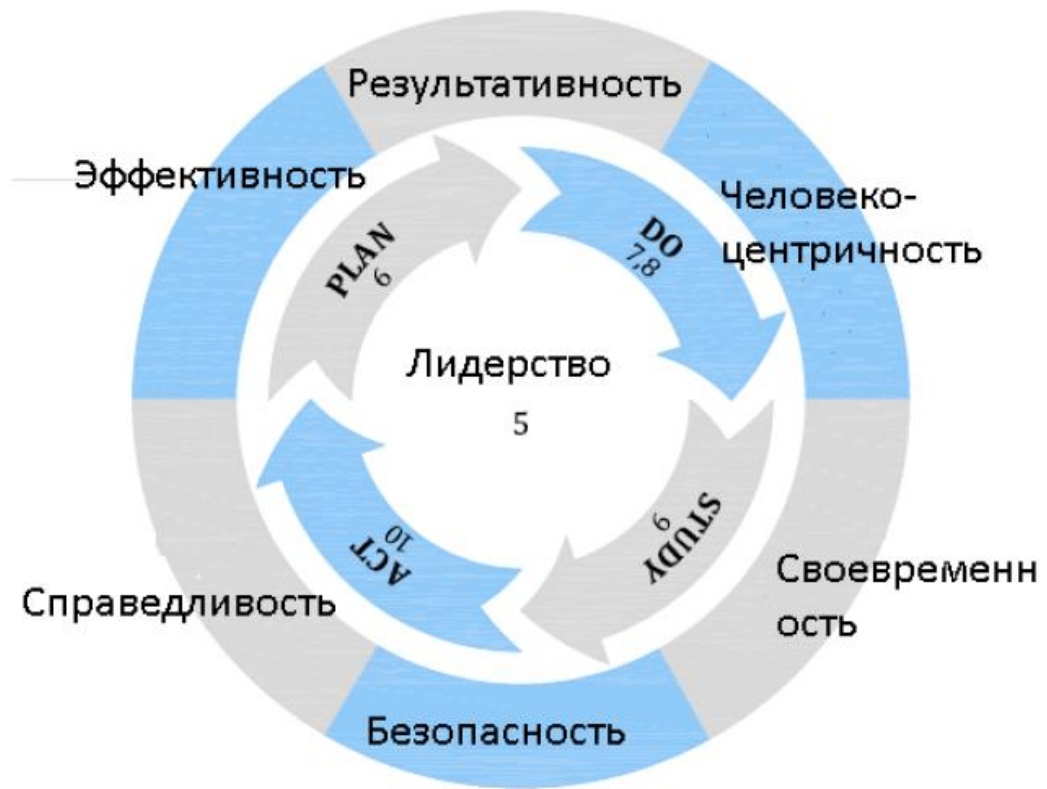 Результативность
Эффективность
Человеко-
центричность
PLAN
6
DO
7,8
Лидерство
5
STUDY
9
ACT
10
Справедливость
Своевременн
ость
Безопасность